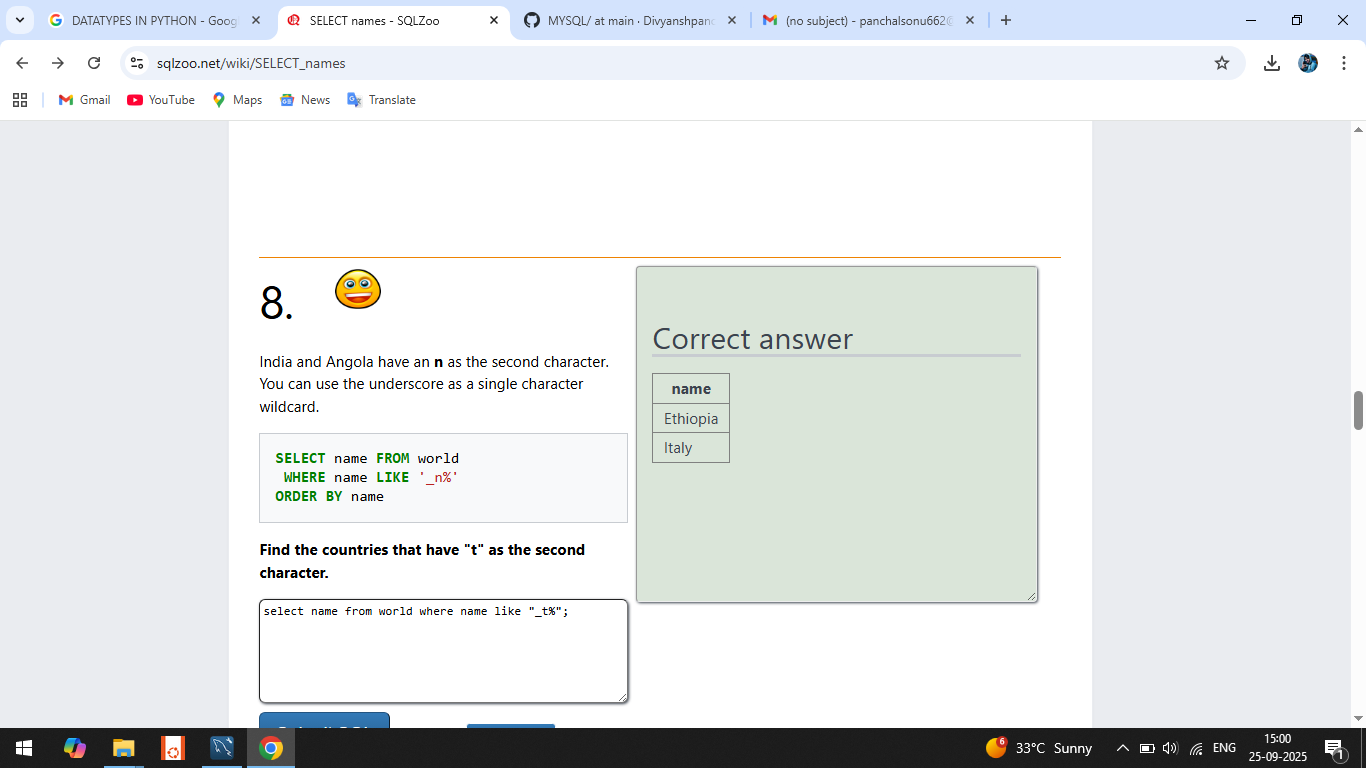 DATATYPES IN PYTHON - Goog
SELECT names - SQLZoo
MYSQL/ at main · Divyanshpanc
(no subject) - panchalsonu662@
sqlzoo.net/wiki/SELECT_names
Gmail
YouTube
Maps
News
Translate
8.
India and Angola have an n as the second character.
You can use the underscore as a single character
wildcard.
SELECT name FROM world
WHERE name LIKE '_n%'
ORDER BY name
Find the countries that have "t" as the second
character.
select name from world where name like "_t%";
Correct answer
name
Ethiopia
Italy
6
33°C Sunny
ENG
15:00
25-09-2025
1